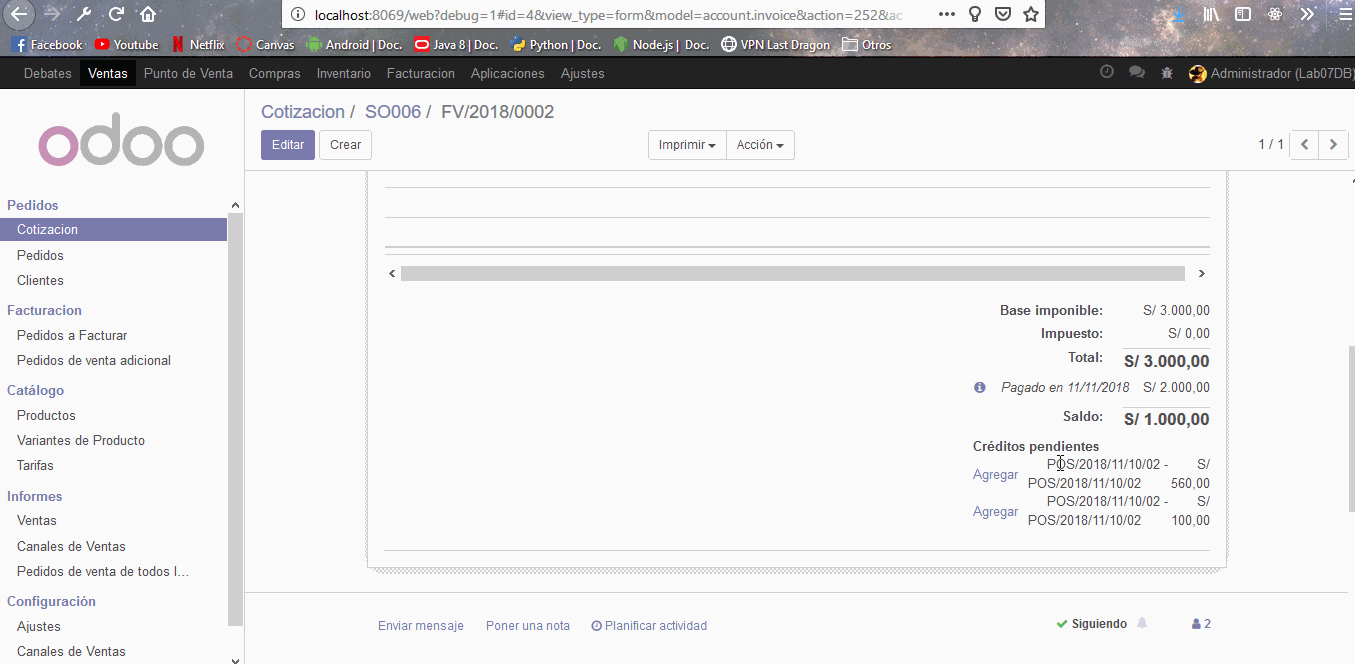 localhost:8069/web?debug=1#id=4&view_type=form&model=account.invoice&action=252&ac
Facebook Youtube Netflix Canvas Android | Doc. Java 8 | Doc. Python | Doc. Node.js | Doc. VPN Last Dragon Otros
Debates Ventas Punto de Venta Compras Inventario Facturacion Aplicaciones Ajustes Administrador (Lab07DB)
odoo
Cotizacion / SO006 / FV/2018/0002
Editar Crear Imprimir Acción 1 / 1
Pedidos
Cotizacion
Pedidos
Clientes
Facturacion
Pedidos a Facturar
Pedidos de venta adicional
Catálogo
Productos
Variantes de Producto
Tarifas
Informes
Ventas
Canales de Ventas
Pedidos de venta de todos l...
Configuración
Ajustes
Canales de Ventas
Base imponible: S/ 3.000,00
Impuesto: S/ 0,00
Total: S/ 3.000,00
Pagado en 11/11/2018 S/ 2.000,00
Saldo: S/ 1.000,00
Créditos pendientes
Agregar POS/2018/11/10/02 - S/
POS/2018/11/10/02 560,00
Agregar POS/2018/11/10/02 - S/
POS/2018/11/10/02 100,00
Enviar mensaje Poner una nota Planificar actividad Siguiendo 2